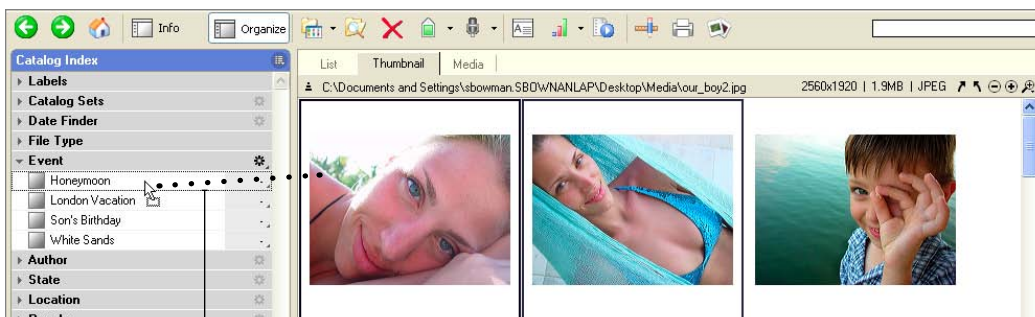 Info
Organize
Catalog Index
Labels
Catalog Sets
Date Finder
File Type
Event
Honeymoon
London Vacation
Son's Birthday
White Sands
Author
State
Location
List Thumbnail Media
C:\Documents and Settings\sbowman.SBOWNANLAP\Desktop\Media\our_boy2.jpg 2560x1920 | 1.9MB | JPEG